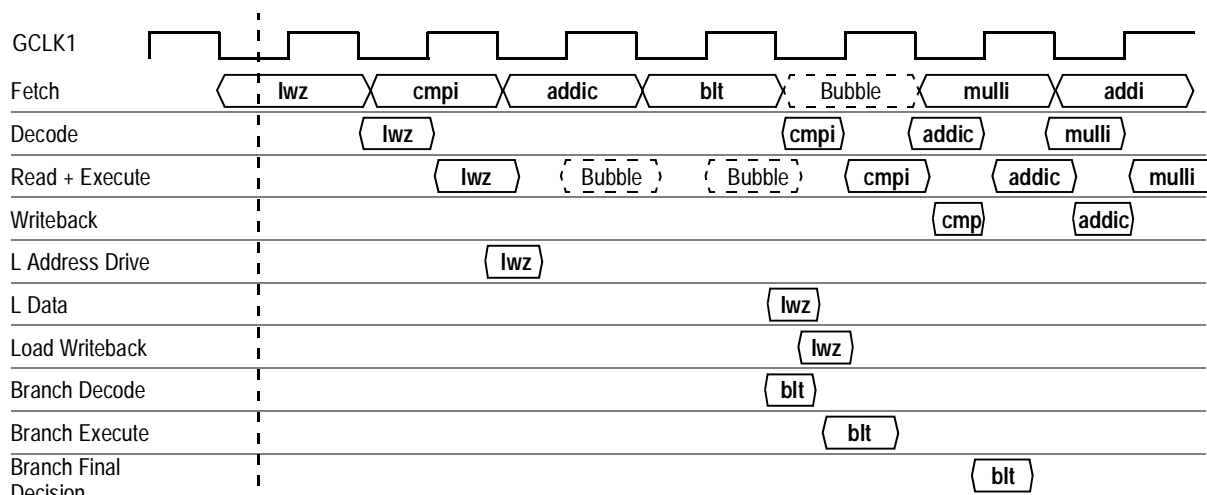 GCLK1
Fetch lwz cmpi addic blt Bubble mulli addi
Decode lwz cmpi addic mulli
Read + Execute lwz Bubble Bubble cmpi addic mulli
Writeback cmp addic
L Address Drive lwz
L Data lwz
Load Writeback lwz
Branch Decode blt
Branch Execute blt
Branch Final blt
Decision